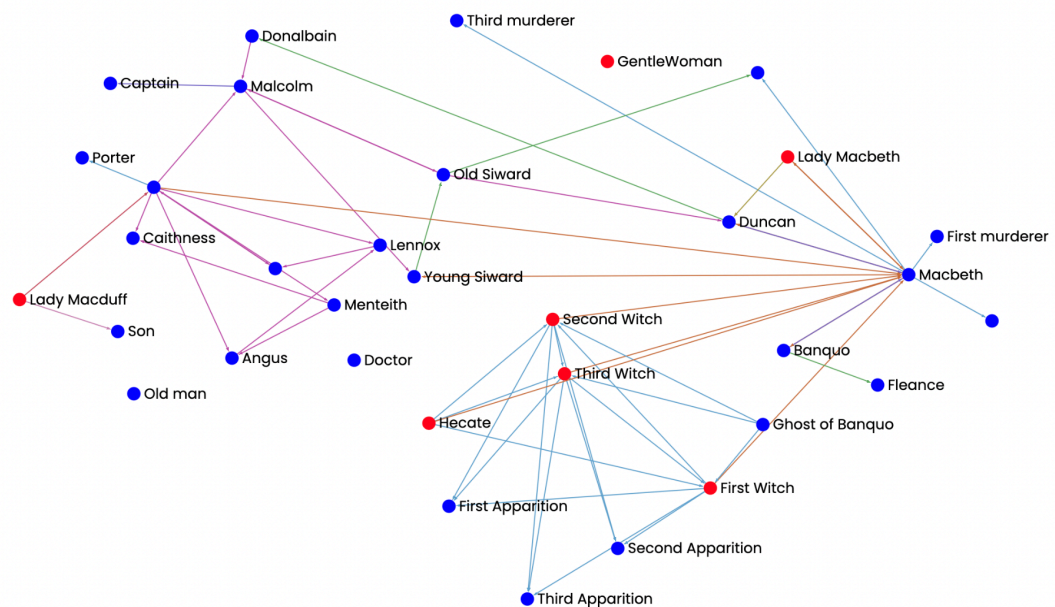 Third murderer
Donalbain
GentleWoman
Captain
Malcolm
Porter
Lady Macbeth
Old Siward
Duncan
Caithness
First murderer
Lennox
Macbeth
Young Siward
Lady Macduff
Menteith
Second Witch
Son
Banquo
Angus
Doctor
Third Witch
Fleance
Old man
Hecate
Ghost of Banquo
First Witch
First Apparition
Second Apparition
Third Apparition